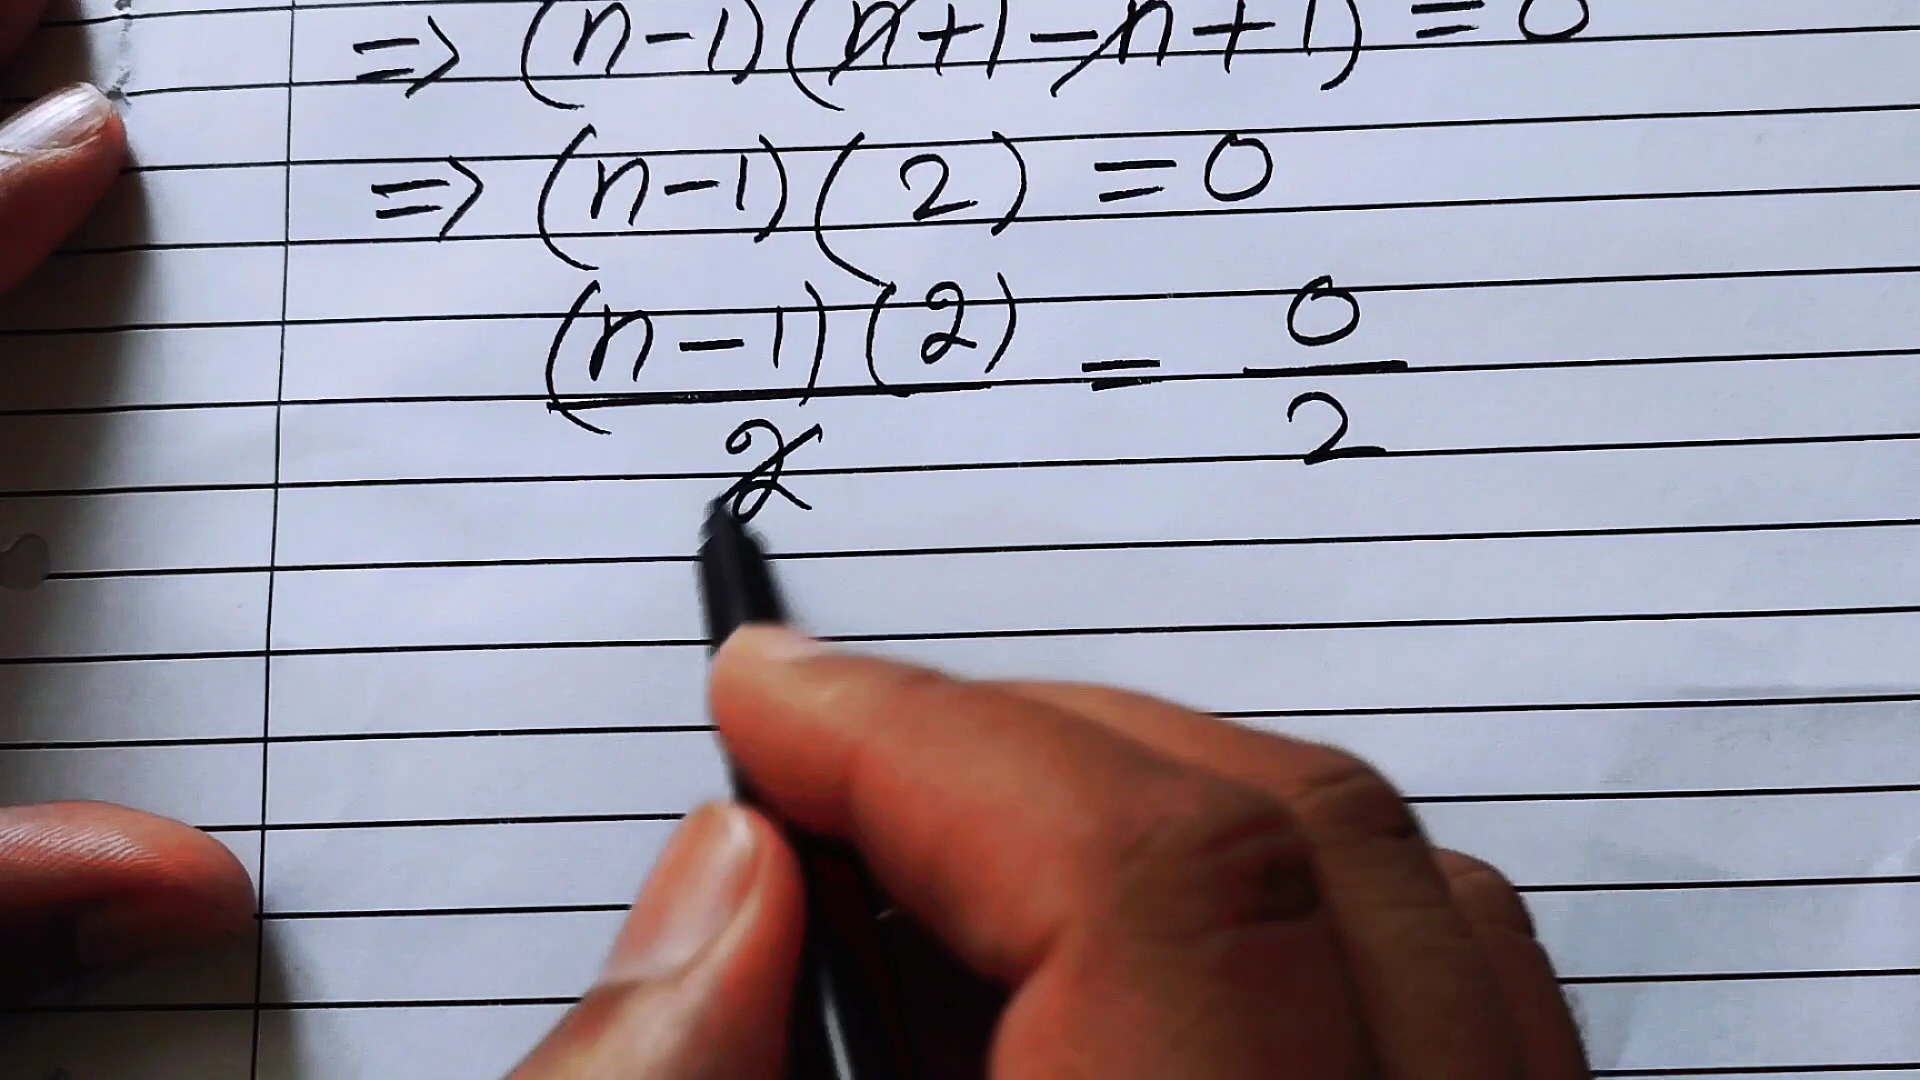 => (n-1)(n+1-n+1) = 0
=> (n-1)(2) = 0
(n-1)(2)/2 = 0/2